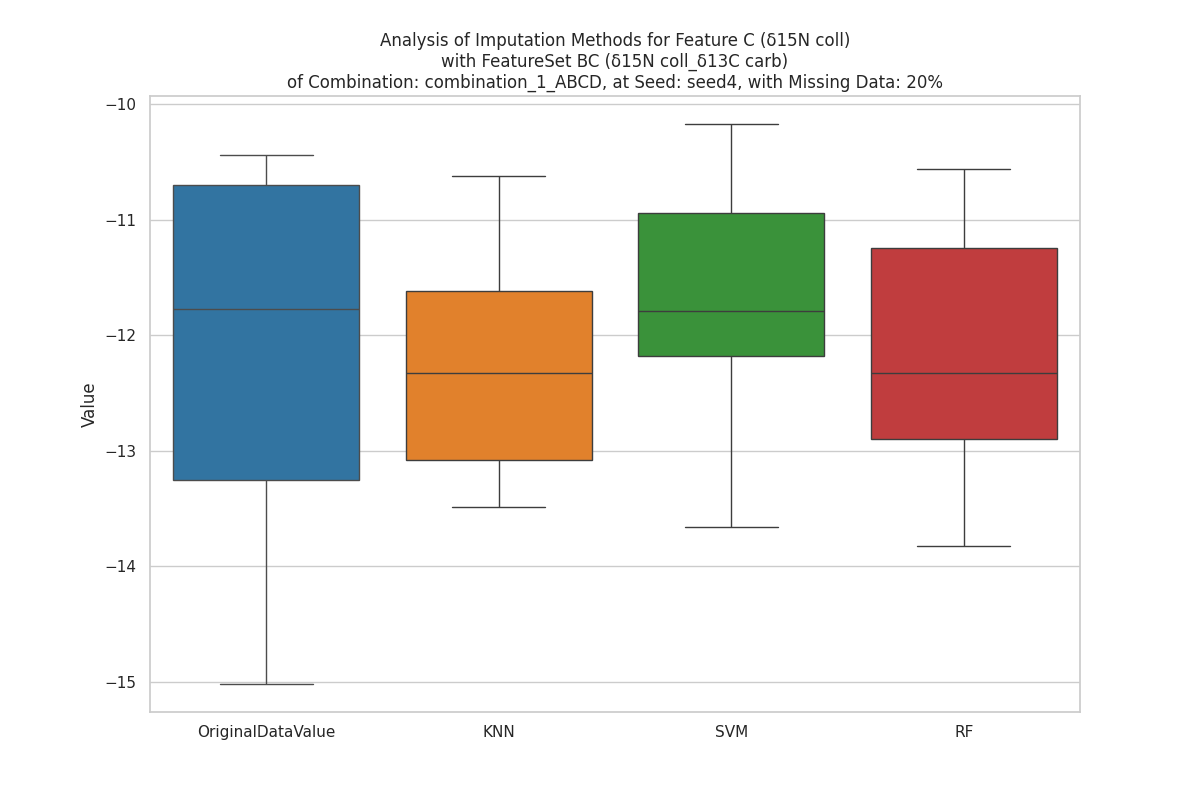 Analysis of Imputation Methods for Feature C (δ15N coll)
with FeatureSet BC (δ15N coll_δ13C carb)
of Combination: combination_1_ABCD, at Seed: seed4, with Missing Data: 20%
−10
−11
−12
−13
−14
−15
Value
OriginalDataValue
KNN
SVM
RF